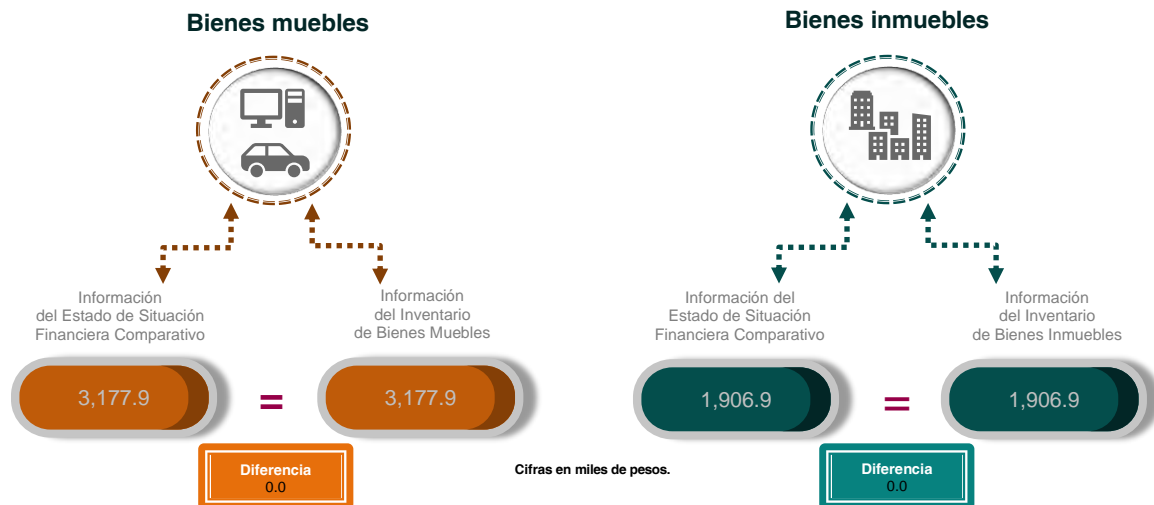 Bienes muebles
Información
del Estado de Situación
Financiera Comparativo
Información
del Inventario
de Bienes Muebles
3,177.9
=
3,177.9
Diferencia
0.0
Bienes inmuebles
Información del
Estado de Situación
Financiera Comparativo
Información
del Inventario
de Bienes Inmuebles
1,906.9
=
1,906.9
Diferencia
0.0
Cifras en miles de pesos.